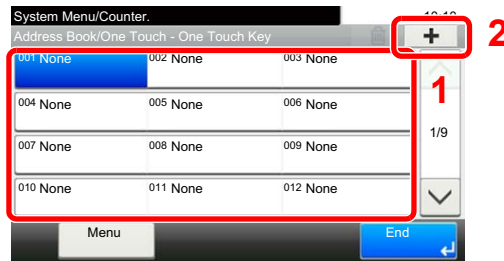 System Menu/Counter.
Address Book/One Touch - One Touch Key
+
2
001 None 002 None 003 None
1
004 None 005 None 006 None
1/9
007 None 008 None 009 None
010 None 011 None 012 None
Menu End